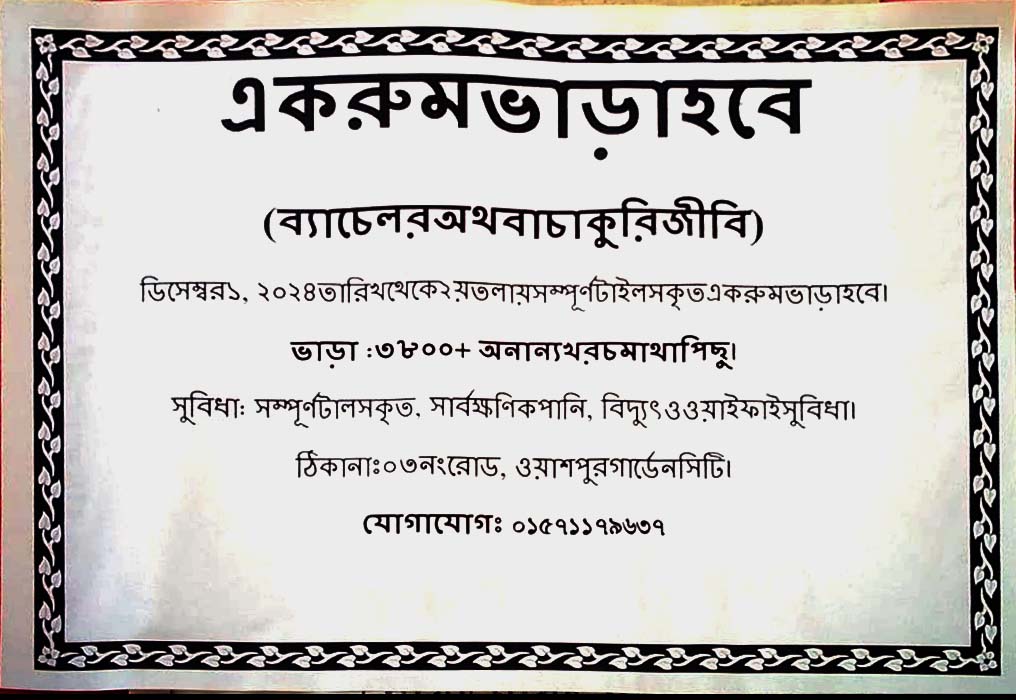 একরুমভাড়াহবে
(ব্যাচেলরঅথবাচাকুরিজীবি)
ডিসেম্বর১, ২০২৪তারিখথেকে২য়তলায়সম্পূর্ণটাইলসকৃতএকরুমভাড়াহবে।
ভাড়া :৩৮০০+ অনান্যখরচমাথাপিছু।
সুবিধা: সম্পূর্ণটালসকৃত, সার্বক্ষণিকপানি, বিদ্যুৎওওয়াইফাইসুবিধা।
ঠিকানাঃ০৩নংরোড, ওয়াশপুরগার্ডেনসিটি।
যোগাযোগঃ ০১৫৭১১৭৯৬৩৭